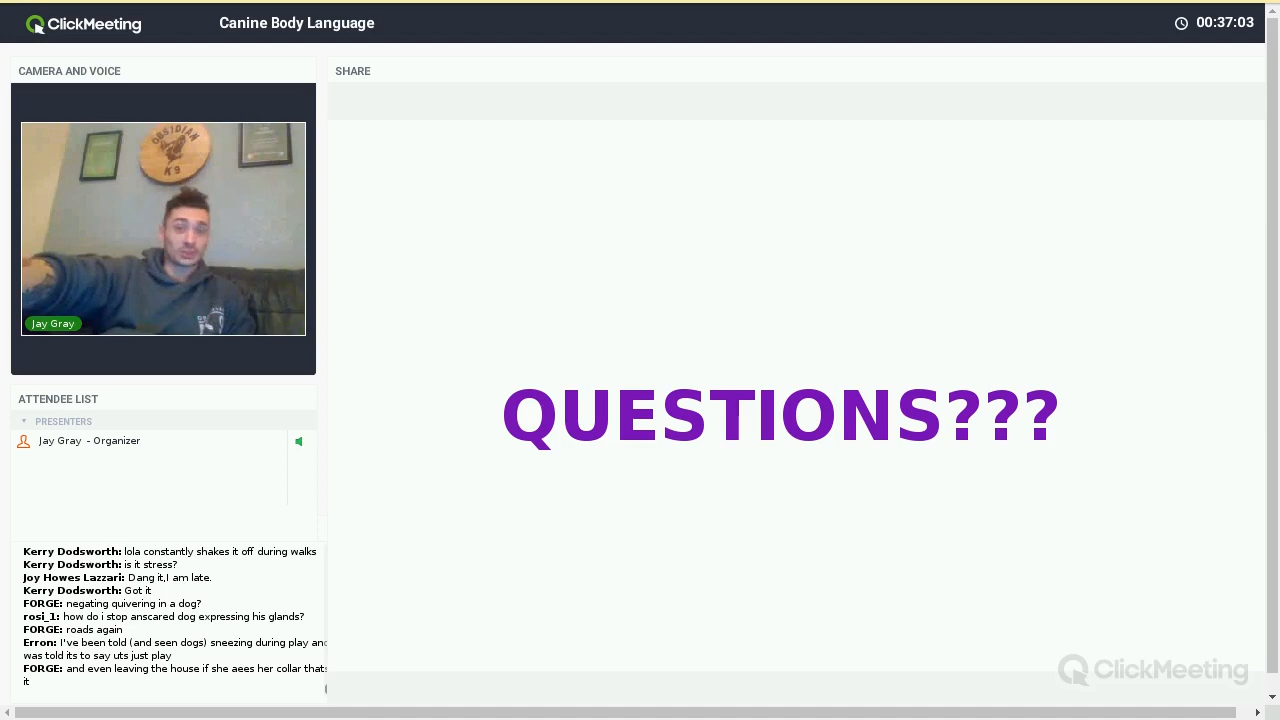 ClickMeeting
Canine Body Language
00:37:03
CAMERA AND VOICE
SHARE
OBSIDIAN
K9
Jay Gray
QUESTIONS???
ATTENDEE LIST
PRESENTERS
Jay Gray - Organizer
Kerry Dodsworth: lola constantly shakes it off during walks
Kerry Dodsworth: is it stress?
Joy Howes Lazzari: Dang it,I am late.
Kerry Dodsworth: Got it
FORGE: negating quivering in a dog?
rosi_1: how do i stop anscared dog expressing his glands?
FORGE: roads again
Erron: I've been told (and seen dogs) sneezing during play and
was told its to say uts just play
FORGE: and even leaving the house if she aees her collar thats
it
ClickMeeting